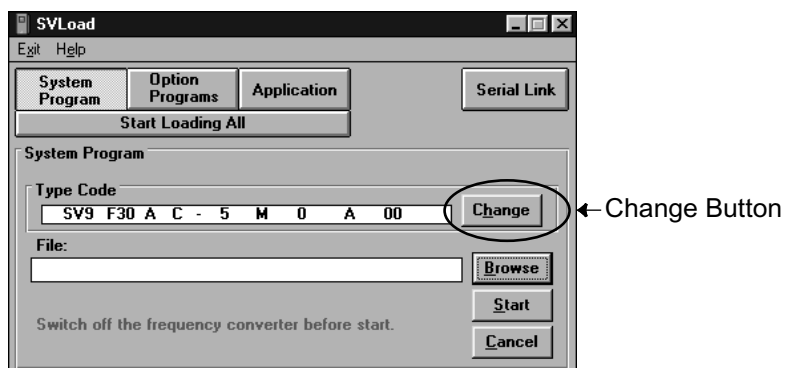 SVLoad
Exit Help
System Program
Option Programs
Application
Serial Link
Start Loading All
System Program
Type Code
SV9 F30 A C - 5 M 0 A 00
Change
Change Button
File:
Browse
Start
Switch off the frequency converter before start.
Cancel